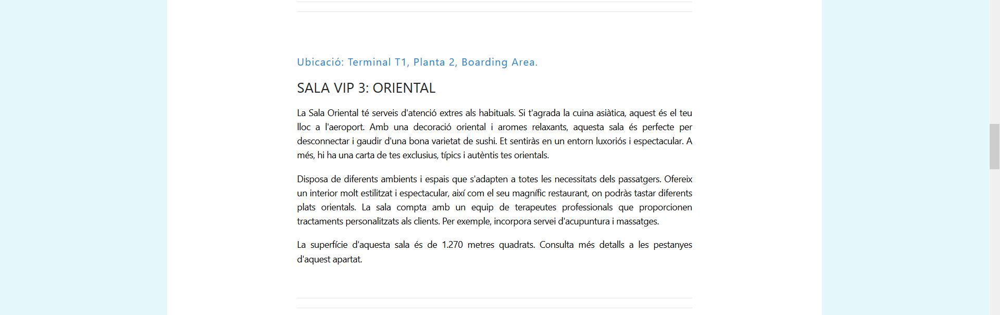 Ubicació: Terminal T1, Planta 2, Boarding Area.
SALA VIP 3: ORIENTAL
La Sala Oriental té serveis d'atenció extres als habituals. Si t'agrada la cuina asiàtica, aquest és el teu
lloc a l'aeroport. Amb una decoració oriental i aromes relaxants, aquesta sala és perfecte per
desconnectar i gaudir d'una bona varietat de sushi. Et sentiràs en un entorn luxoriós i espectacular. A
més, hi ha una carta de tes exclusius, típics i autèntis tes orientals.
Disposa de diferents ambients i espais que s'adapten a totes les necessitats dels passatgers. Ofereix
un interior molt estilitzat i espectacular, així com el seu magnífic restaurant, on podràs tastar diferents
plats orientals. La sala compta amb un equip de terapeutes professionals que proporcionen
tractaments personalitzats als clients. Per exemple, incorpora servei d'acupuntura i massatges.
La superfície d'aquesta sala és de 1.270 metres quadrats. Consulta més detalls a les pestanyes
d'aquest apartat.